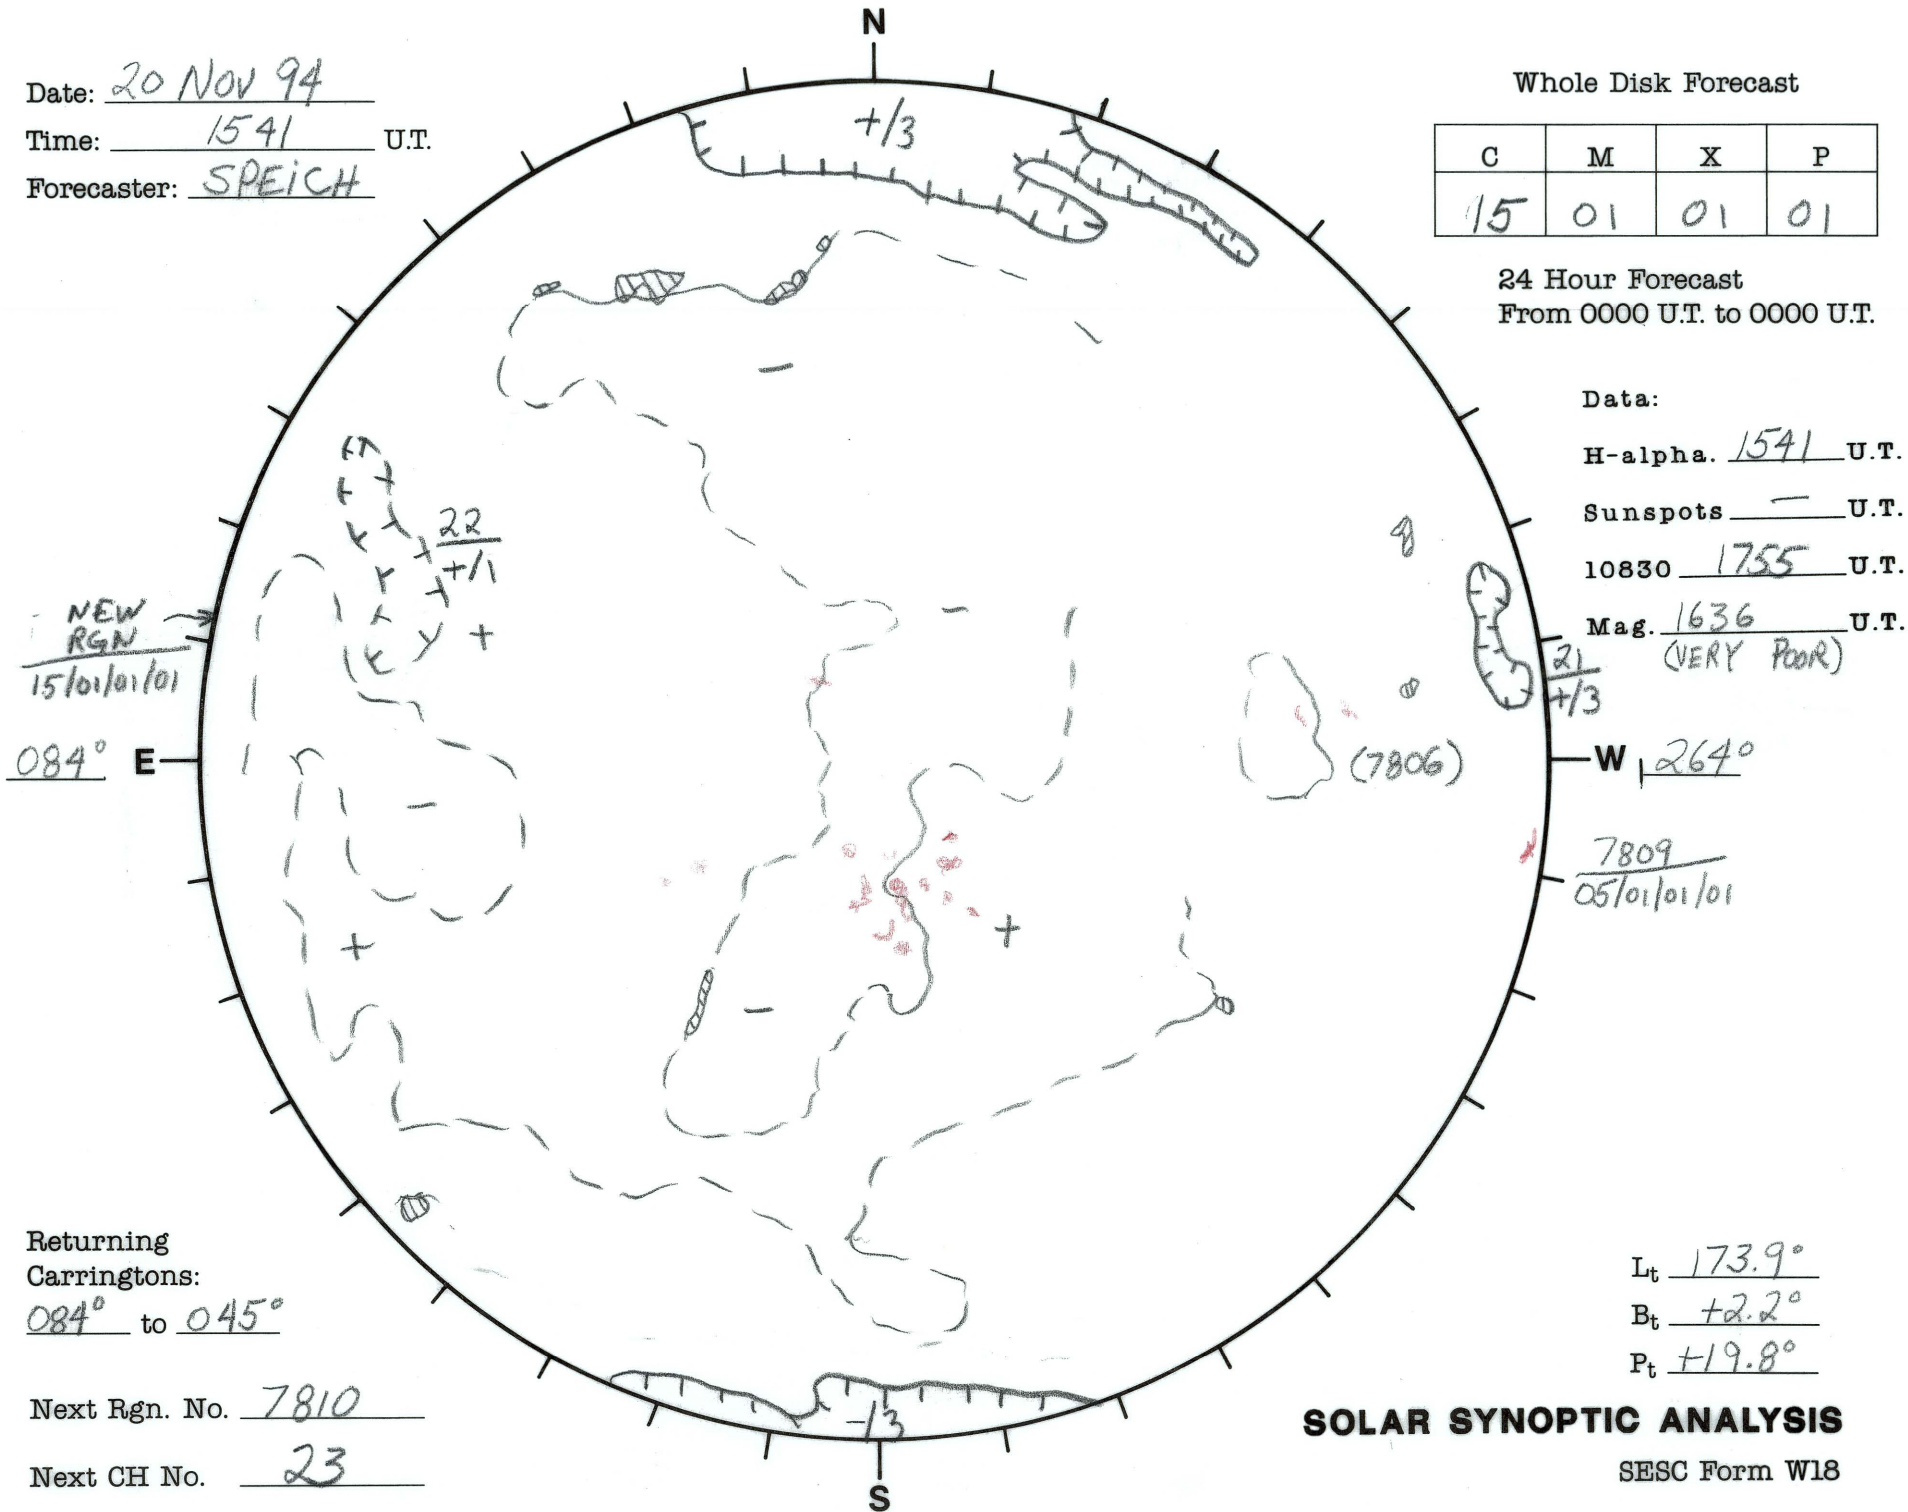 N
Date: 20 NOV 94
Time: 1541 U.T.
Forecaster: SPEICH
Whole Disk Forecast
C M X P
15 01 01 01
24 Hour Forecast
From 0000 U.T. to 0000 U.T.
Data:
H-alpha. 1541 U.T.
Sunspots — U.T.
10830 1755 U.T.
Mag. 1636 U.T.
(VERY POOR)
+/3
−
22
+/1
+
−
NEW
RGN
15/01/01/01
21
+/3
084° E
(7806)
W 264°
−
7809
05/01/01/01
+
+
−
Returning
Carringtons:
084° to 045°
Next Rgn. No. 7810
Next CH No. 23
−/3
S
Lt 173.9°
Bt +2.2°
Pt +19.8°
SOLAR SYNOPTIC ANALYSIS
SESC Form W18